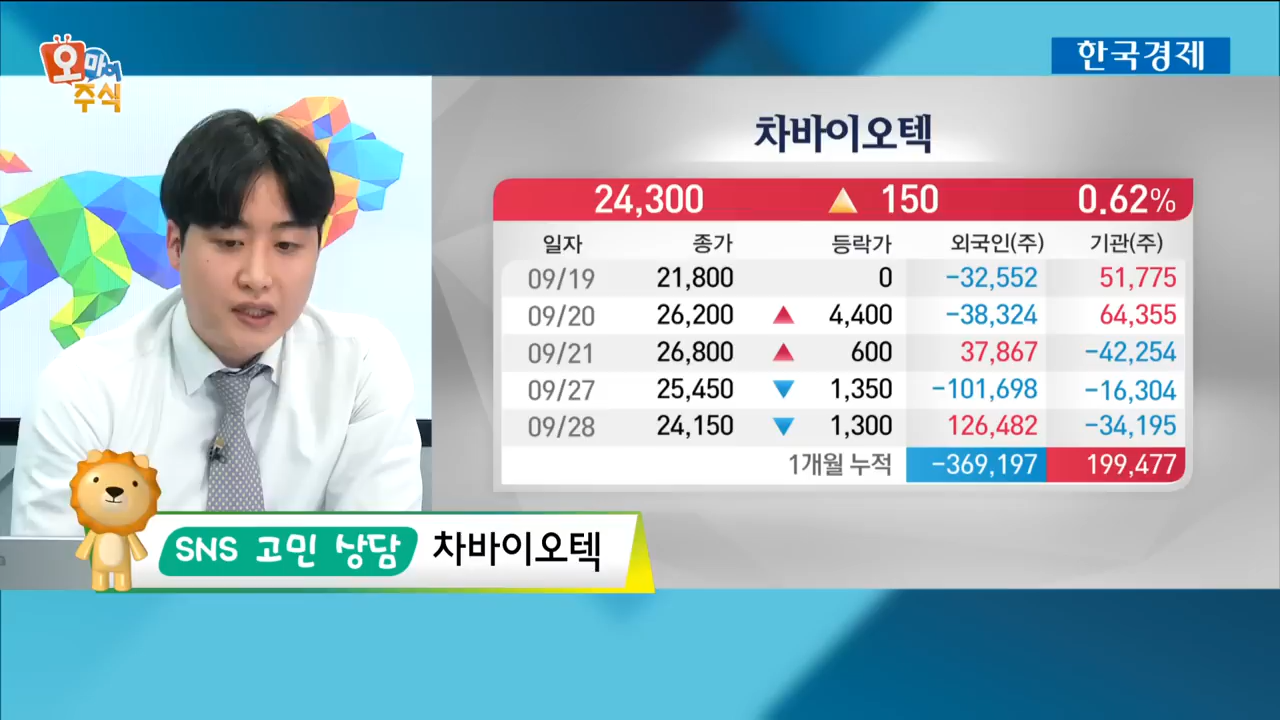 오마이
주식
한국경제
차바이오텍
24,300 ▲ 150 0.62%
일자 종가 등락가 외국인(주) 기관(주)
09/19 21,800 0 -32,552 51,775
09/20 26,200 ▲ 4,400 -38,324 64,355
09/21 26,800 ▲ 600 37,867 -42,254
09/27 25,450 ▼ 1,350 -101,698 -16,304
09/28 24,150 ▼ 1,300 126,482 -34,195
1개월 누적 -369,197 199,477
SNS 고민 상담 차바이오텍